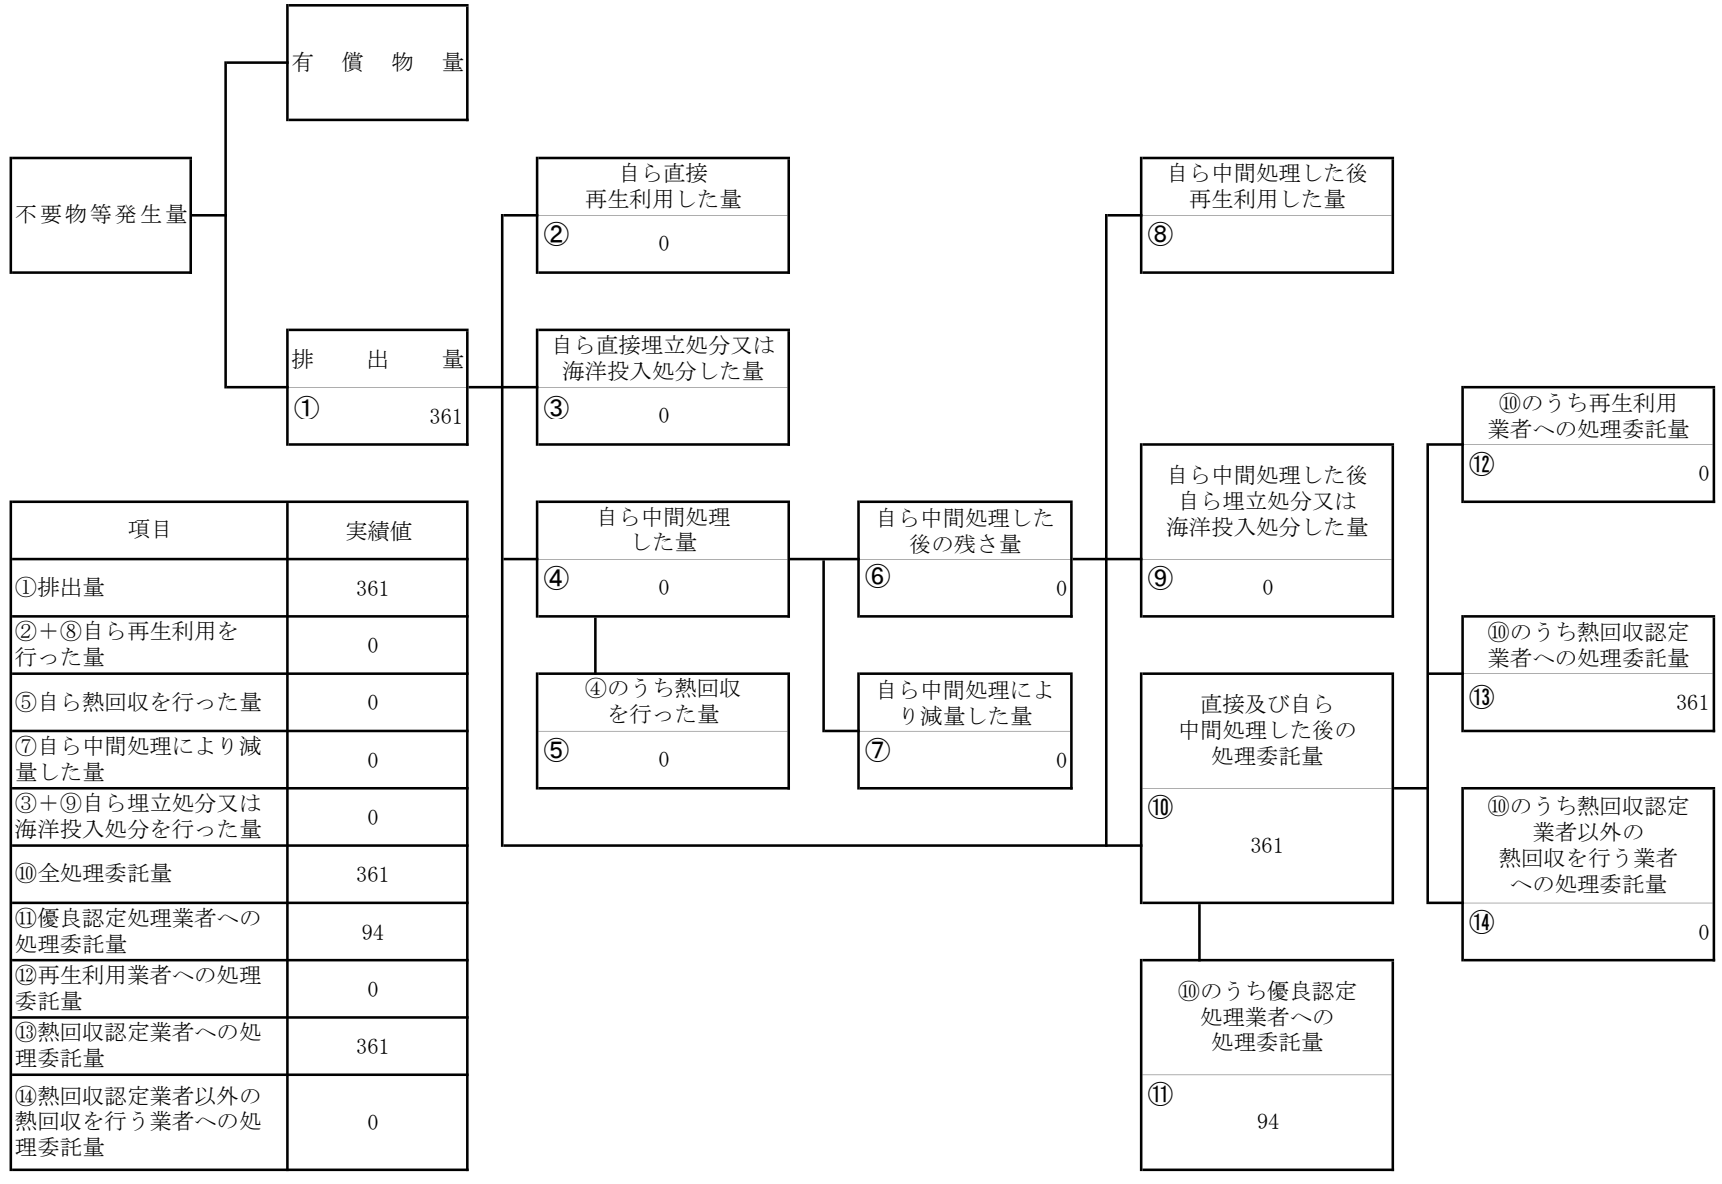 有償物量
不要物等発生量
排出量
①
361
自ら直接
再生利用した量
②
0
自ら直接埋立処分又は
海洋投入処分した量
③
0
自ら中間処理
した量
④
0
④のうち熱回収
を行った量
⑤
0
自ら中間処理した
後の残さ量
⑥
0
自ら中間処理によ
り減量した量
⑦
0
自ら中間処理した後
再生利用した量
⑧
自ら中間処理した後
自ら埋立処分又は
海洋投入処分した量
⑨
0
直接及び自ら
中間処理した後の
処理委託量
⑩
361
⑩のうち優良認定
処理業者への
処理委託量
⑪
94
⑩のうち再生利用
業者への処理委託量
⑫
0
⑩のうち熱回収認定
業者への処理委託量
⑬
361
⑩のうち熱回収認定
業者以外の
熱回収を行う業者
への処理委託量
⑭
0
項目 実績値
①排出量 361
②＋⑧自ら再生利用を
行った量
0
⑤自ら熱回収を行った量 0
⑦自ら中間処理により減
量した量
0
③＋⑨自ら埋立処分又は
海洋投入処分を行った量
0
⑩全処理委託量 361
⑪優良認定処理業者への
処理委託量
94
⑫再生利用業者への処理
委託量
0
⑬熱回収認定業者への処
理委託量
361
⑭熱回収認定業者以外の
熱回収を行う業者への処
理委託量
0